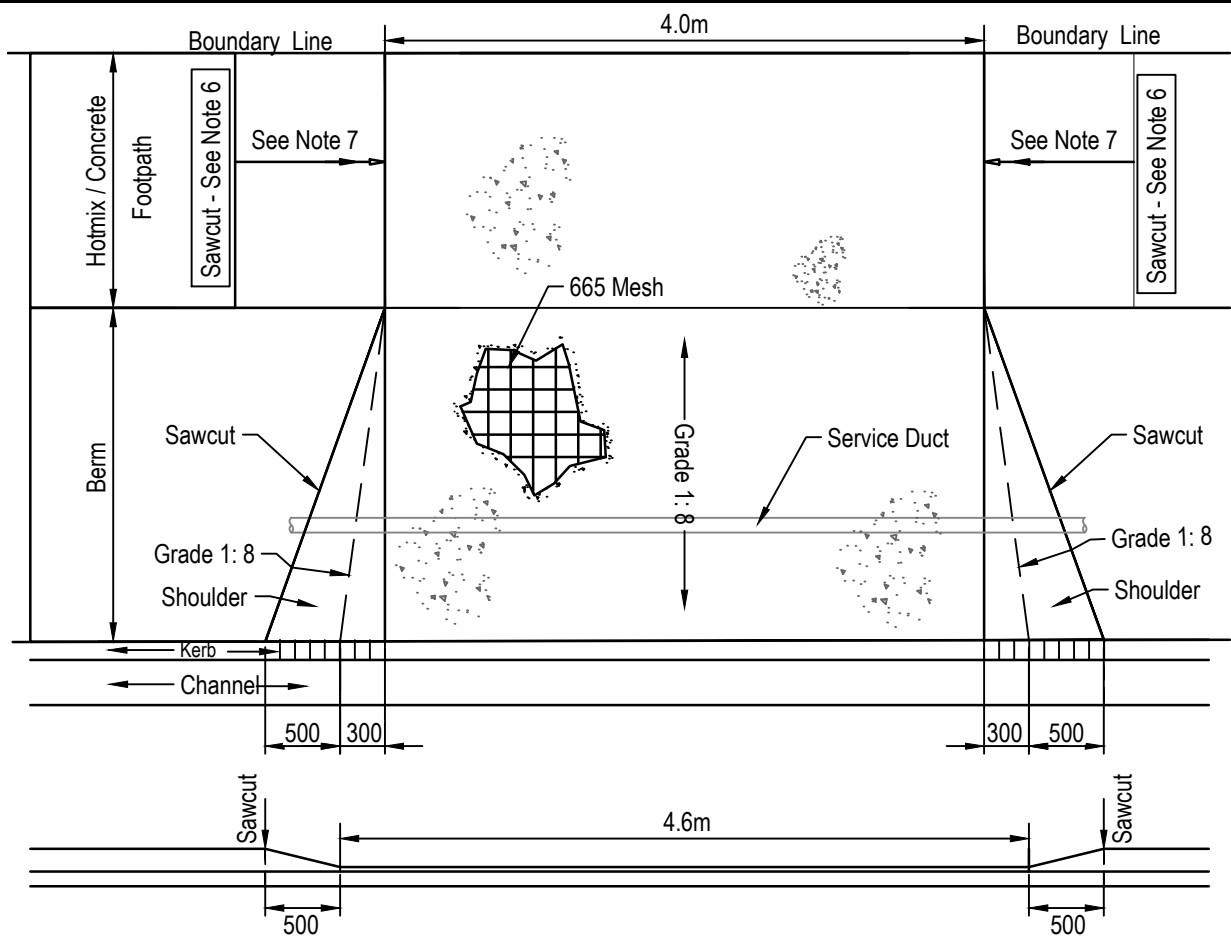 4.0m
Boundary Line
Boundary Line
Hotmix / Concrete
Footpath
Sawcut - See Note 6
See Note 7
See Note 7
Sawcut - See Note 6
665 Mesh
Berm
Sawcut
Grade 1: 8
Service Duct
Sawcut
Grade 1: 8
Shoulder
Grade 1: 8
Shoulder
Kerb
Channel
500
300
300
500
Sawcut
4.6m
Sawcut
500
500